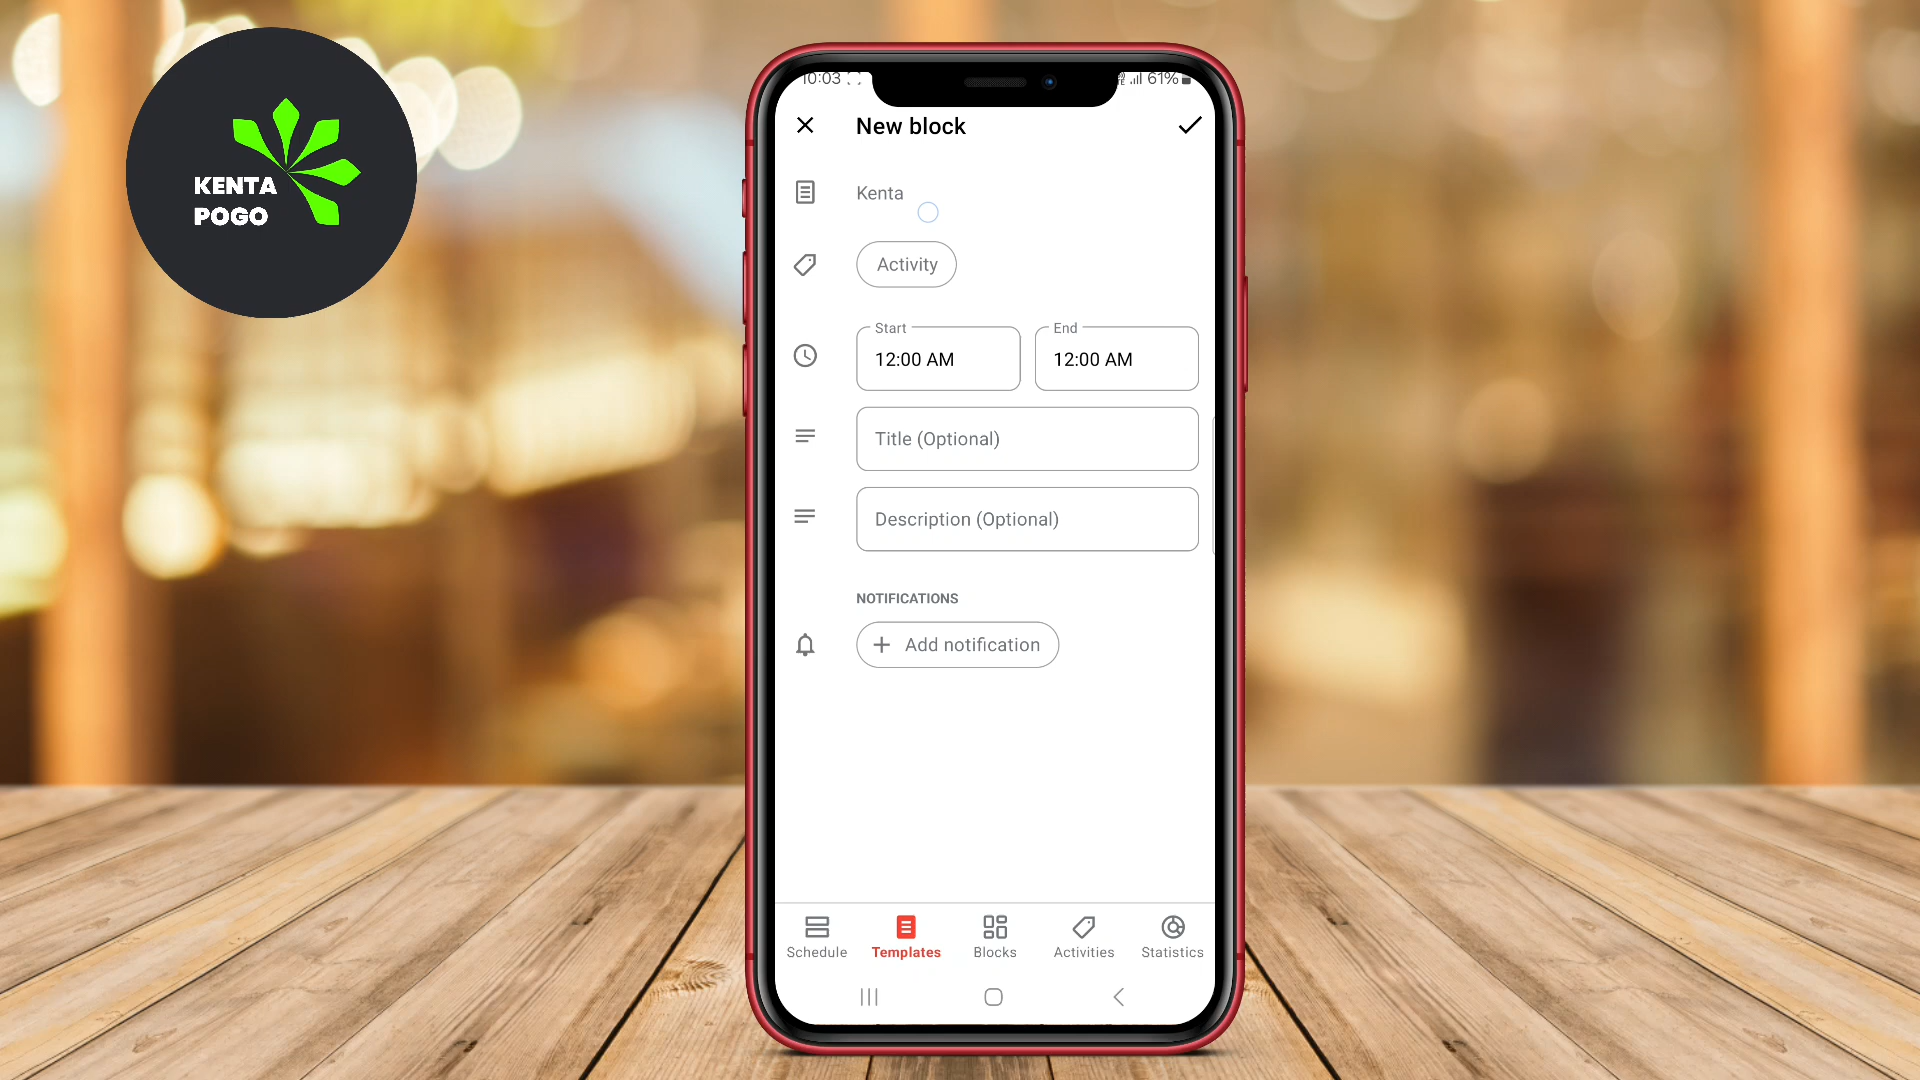 KENTA
POGO
10:03
61%
New block
Kenta
Activity
Start
End
12:00 AM
12:00 AM
Title (Optional)
Description (Optional)
NOTIFICATIONS
Add notification
Schedule
Templates
Blocks
Activities
Statistics